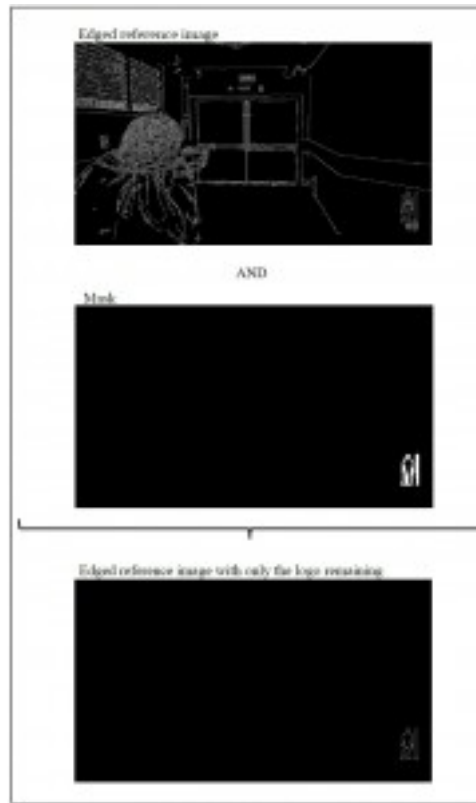 Edged reference image
AND
Mask
Edged reference image with only the logo remaining